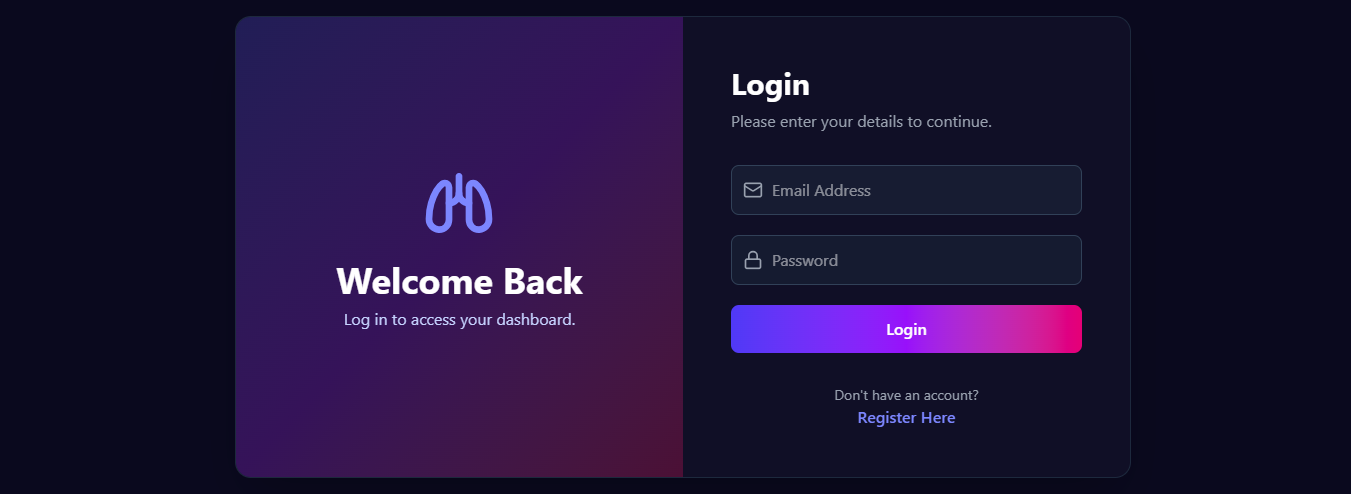 Welcome Back
Log in to access your dashboard.
Login
Please enter your details to continue.
Email Address
Password
Login
Don't have an account?
Register Here